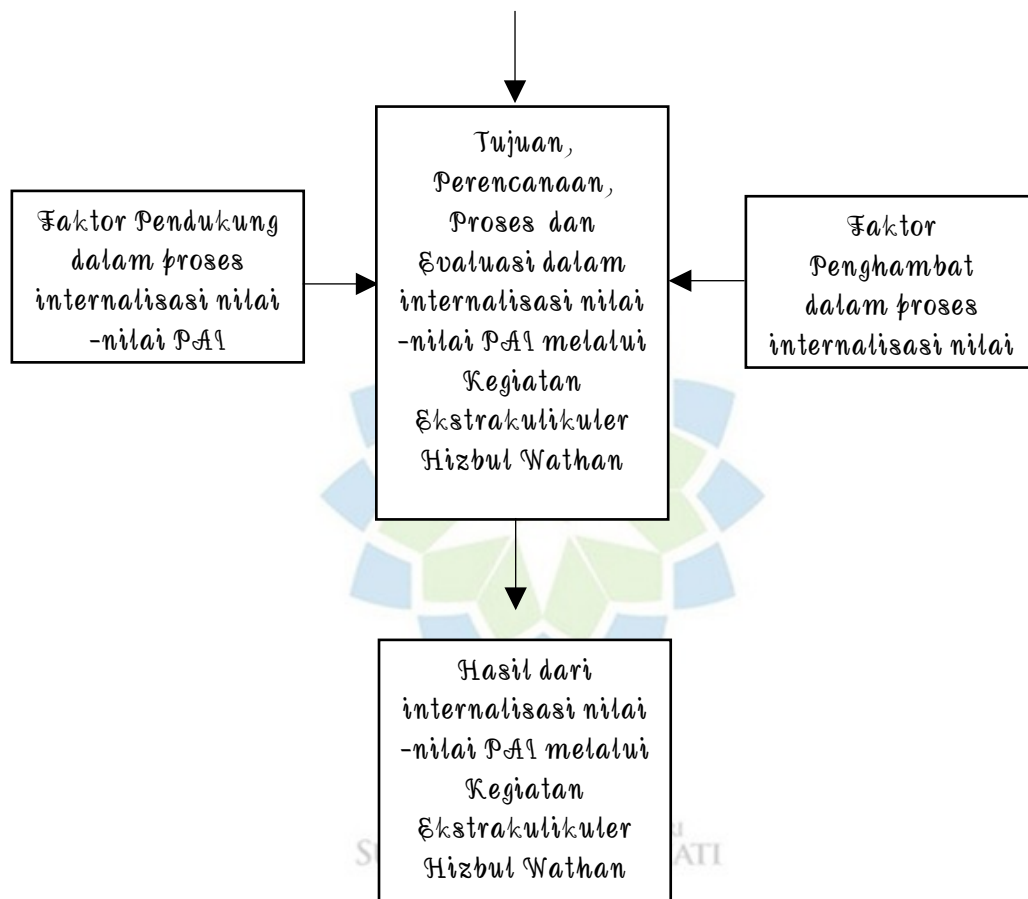 Tujuan,
Perencanaan,
Proses dan
Evaluasi dalam
internalisasi nilai
-nilai PAI melalui
Kegiatan
Ekstrakulikuler
Hizbul Wathan
Faktor Pendukung
dalam proses
internalisasi nilai
-nilai PAI
Faktor
Penghambat
dalam proses
internalisasi nilai
Hasil dari
internalisasi nilai
-nilai PAI melalui
Kegiatan
Ekstrakulikuler
Hizbul Wathan